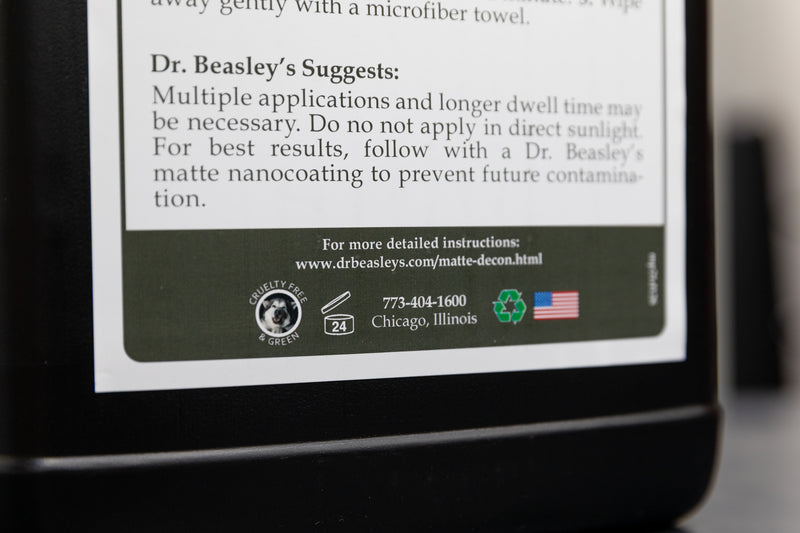 away gently with a microfiber towel.
Dr. Beasley's Suggests:
Multiple applications and longer dwell time may
be necessary. Do no not apply in direct sunlight.
For best results, follow with a Dr. Beasley's
matte nanocoating to prevent future contamina-
tion.
For more detailed instructions:
www.drbeasleys.com/matte-decon.html
CRUELTY FREE
& GREEN
24
773-404-1600
Chicago, Illinois